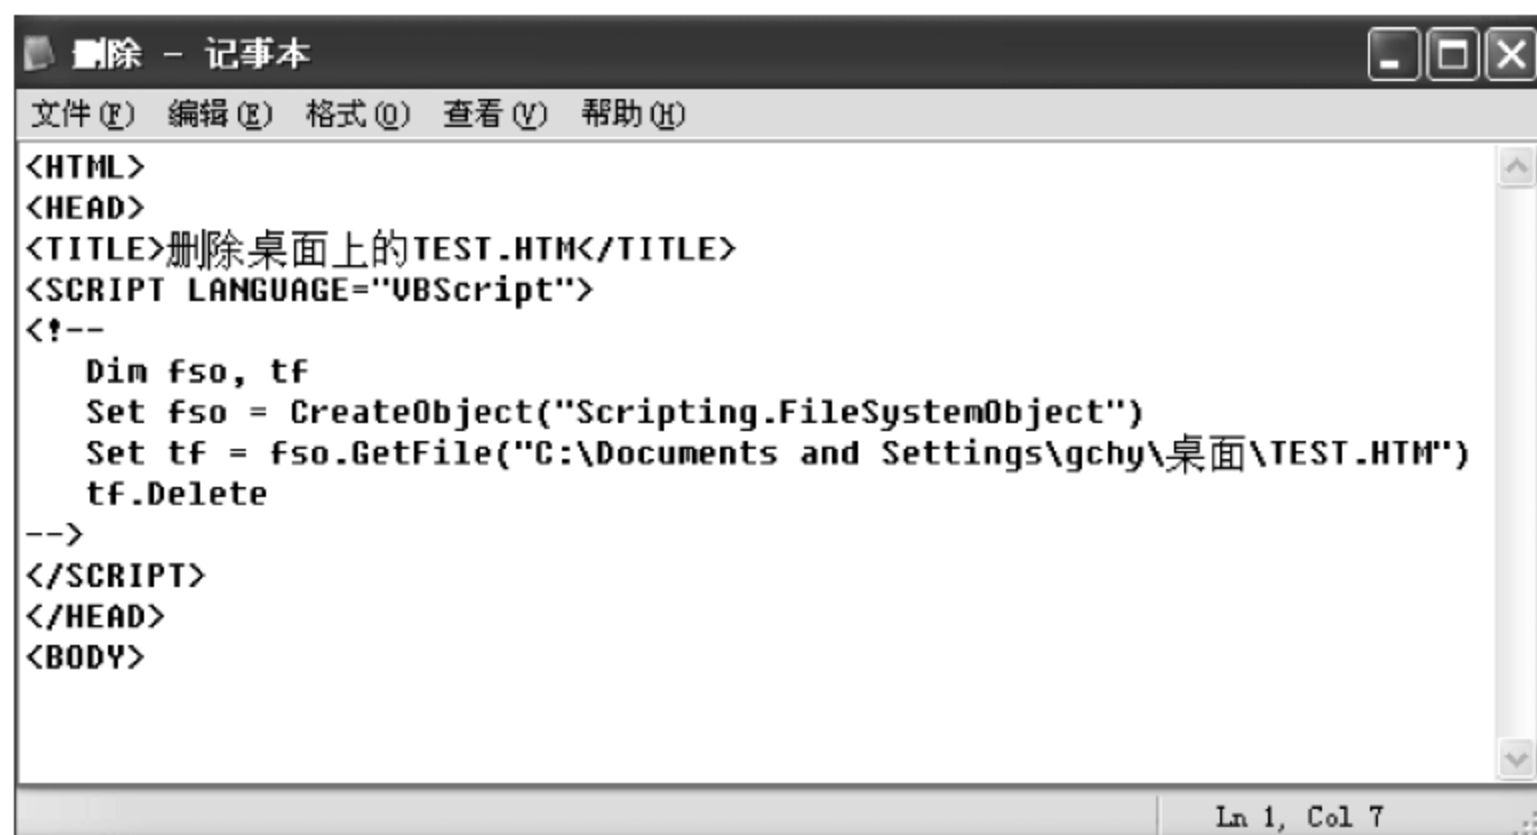 删除 - 记事本
文件(F) 编辑(E) 格式(O) 查看(V) 帮助(H)
<HTML>
<HEAD>
<TITLE>删除桌面上的TEST.HTM</TITLE>
<SCRIPT LANGUAGE="VBScript">
<!--
   Dim fso, tf
   Set fso = CreateObject("Scripting.FileSystemObject")
   Set tf = fso.GetFile("C:\Documents and Settings\gchy\桌面\TEST.HTM")
   tf.Delete
-->
</SCRIPT>
</HEAD>
<BODY>
Ln 1, Col 7